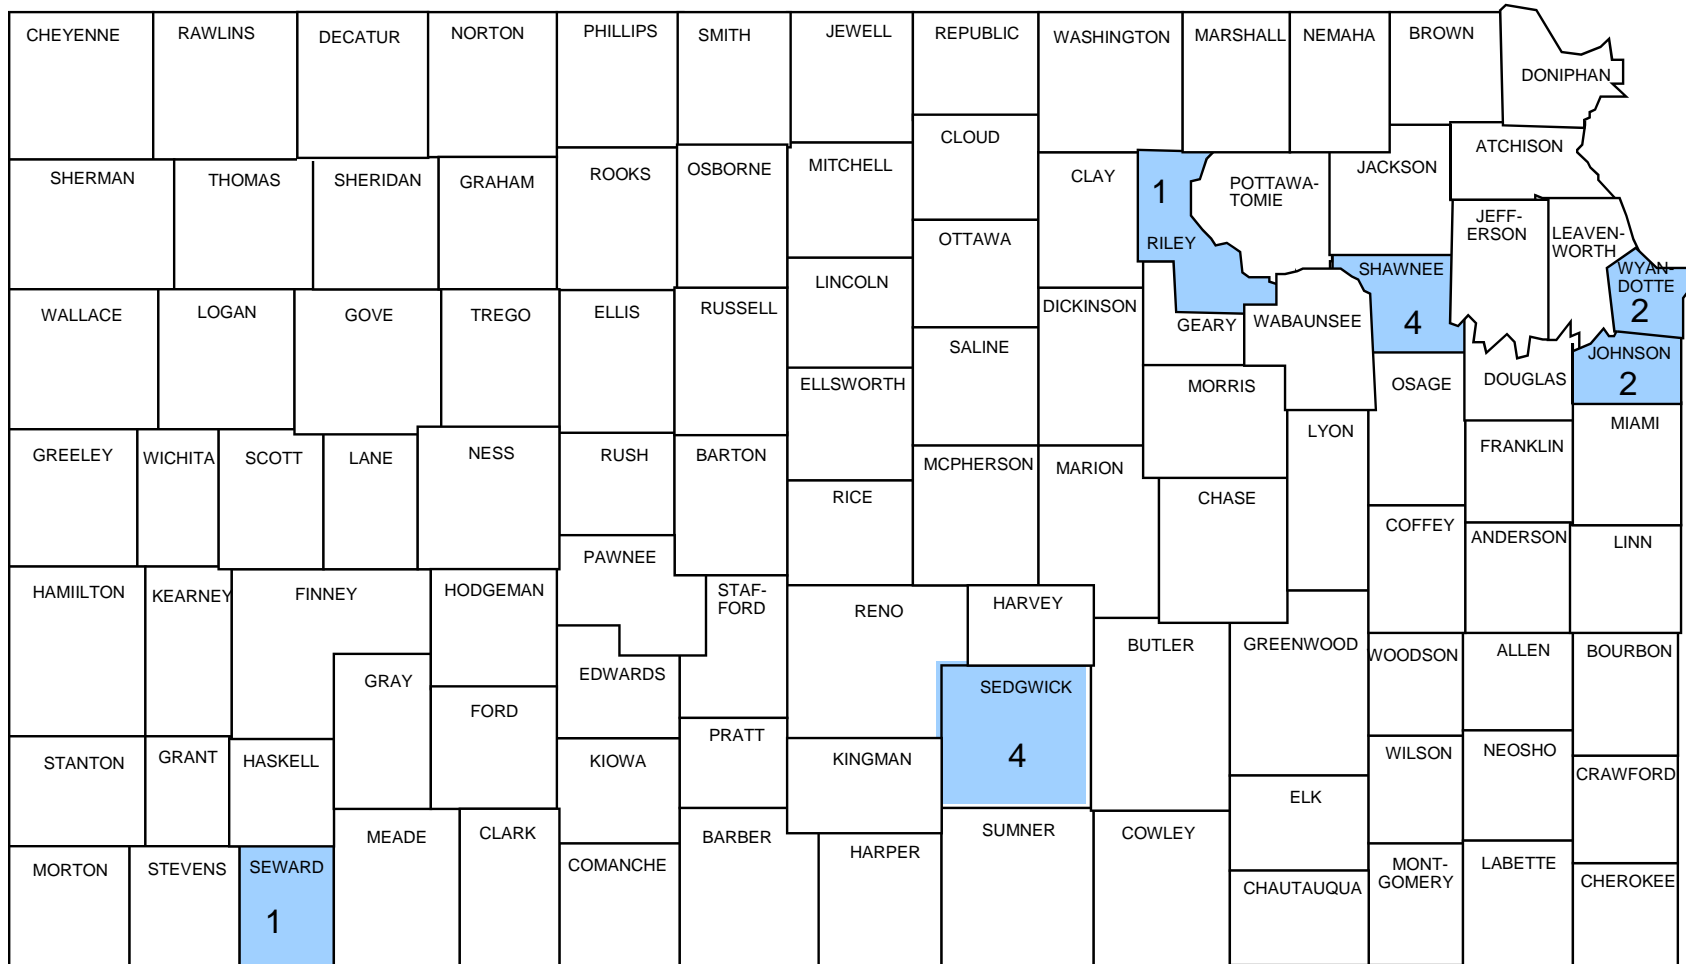 CHEYENNE
RAWLINS
DECATUR
NORTON
PHILLIPS
SMITH
JEWELL
REPUBLIC
WASHINGTON
MARSHALL
NEMAHA
BROWN
DONIPHAN
SHERMAN
THOMAS
SHERIDAN
GRAHAM
ROOKS
OSBORNE
MITCHELL
CLOUD
CLAY
1
RILEY
POTTAWA-
TOMIE
JACKSON
ATCHISON
JEFF-
ERSON
LEAVEN-
WORTH
WYAN-
DOTTE
2
OTTAWA
LINCOLN
WALLACE
LOGAN
GOVE
TREGO
ELLIS
RUSSELL
SALINE
DICKINSON
GEARY
WABAUNSEE
SHAWNEE
4
DOUGLAS
JOHNSON
2
ELLSWORTH
MORRIS
OSAGE
MIAMI
GREELEY
WICHITA
SCOTT
LANE
NESS
RUSH
BARTON
RICE
MCPHERSON
MARION
CHASE
LYON
FRANKLIN
COFFEY
ANDERSON
LINN
HAMIILTON
KEARNEY
FINNEY
HODGEMAN
PAWNEE
STAF-
FORD
RENO
HARVEY
BUTLER
GREENWOOD
WOODSON
ALLEN
BOURBON
GRAY
FORD
EDWARDS
SEDGWICK
4
STANTON
GRANT
HASKELL
KIOWA
PRATT
KINGMAN
ELK
WILSON
NEOSHO
CRAWFORD
MORTON
STEVENS
SEWARD
1
MEADE
CLARK
COMANCHE
BARBER
HARPER
SUMNER
COWLEY
CHAUTAUQUA
MONT-
GOMERY
LABETTE
CHEROKEE